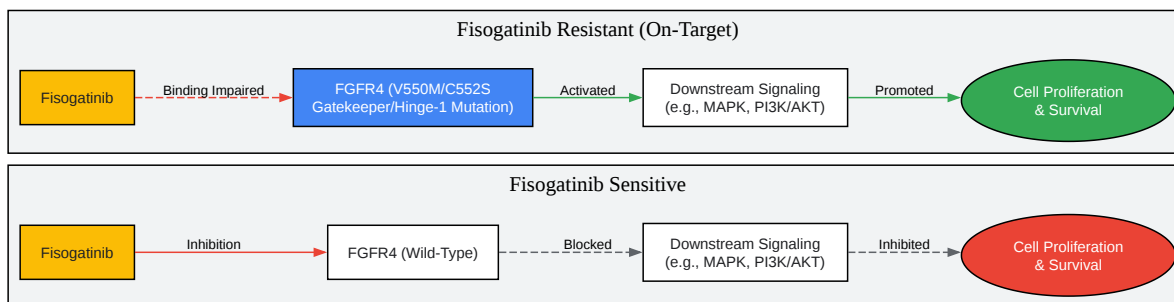 Fisogatinib Resistant (On-Target)
Fisogatinib
Binding Impaired
FGFR4 (V550M/C552S
Gatekeeper/Hinge-1 Mutation)
Activated
Downstream Signaling
(e.g., MAPK, PI3K/AKT)
Promoted
Cell Proliferation
& Survival
Fisogatinib Sensitive
Fisogatinib
Inhibition
FGFR4 (Wild-Type)
Blocked
Downstream Signaling
(e.g., MAPK, PI3K/AKT)
Inhibited
Cell Proliferation
& Survival